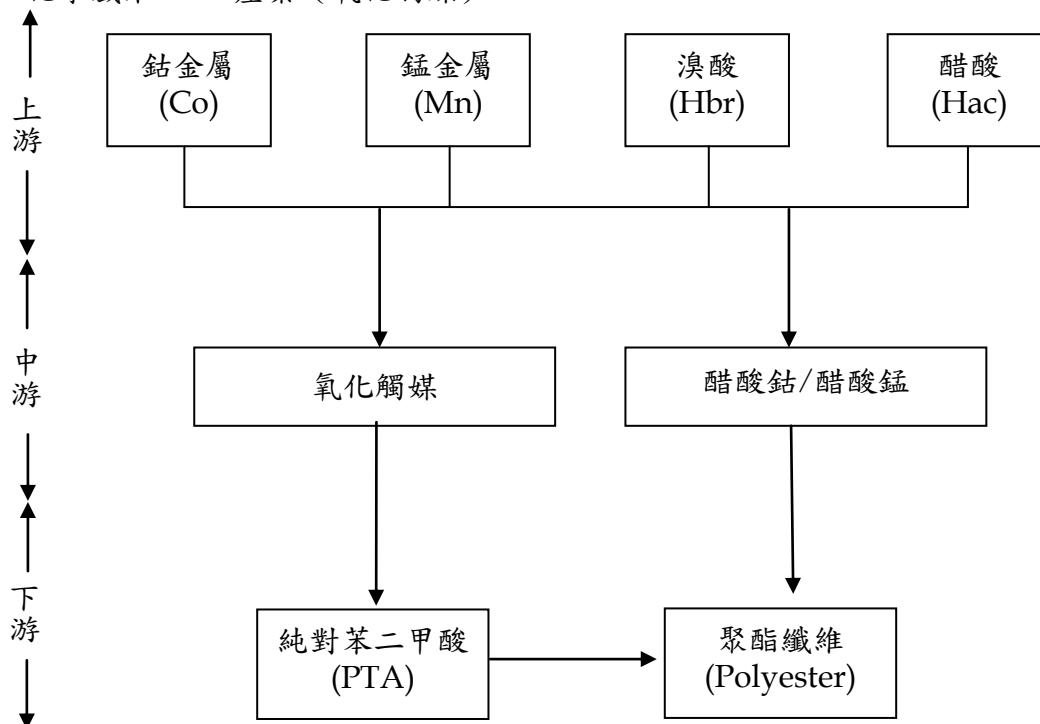 鈷金屬
(Co)
錳金屬
(Mn)
溴酸
(Hbr)
醋酸
(Hac)
上
游
中
游
氧化觸媒
醋酸鈷/醋酸錳
下
游
純對苯二甲酸
(PTA)
聚酯纖維
(Polyester)